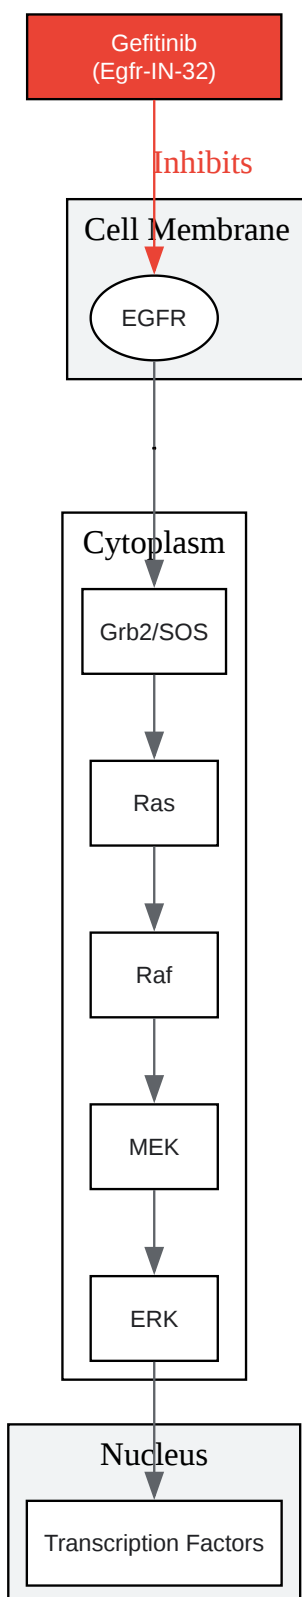 Gefitinib
(Egfr-IN-32)
Inhibits
Cell Membrane
EGFR
Cytoplasm
Grb2/SOS
Ras
Raf
MEK
ERK
Nucleus
Transcription Factors